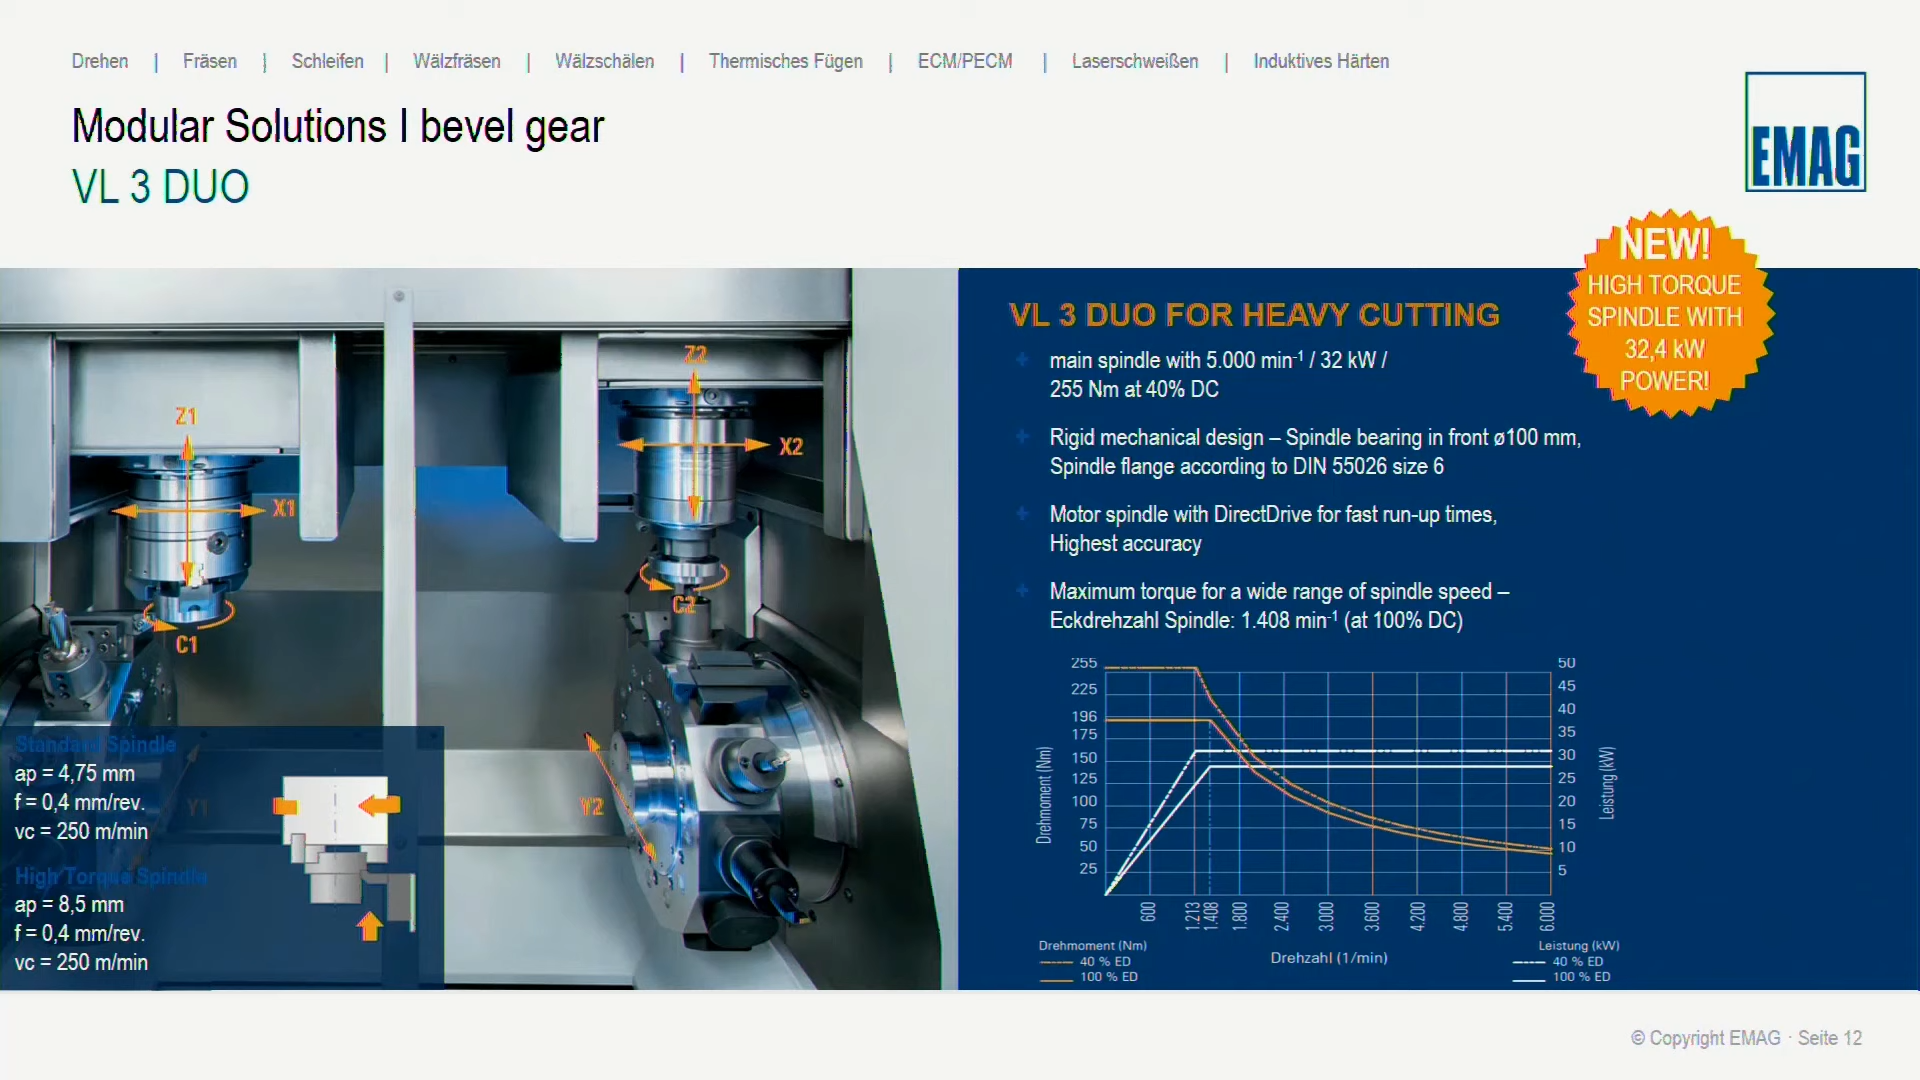 Drehen | Fräsen | Schleifen | Wälzfräsen | Wälzschälen | Thermisches Fügen | ECM/PECM | Laserschweißen | Induktives Härten
Modular Solutions I bevel gear
VL 3 DUO
EMAG
NEW!
HIGH TORQUE
SPINDLE WITH
32,4 kW
POWER!
Z1
X1
C1
Y1
Z2
X2
C2
Y2
Standard Spindle
ap = 4,75 mm
f = 0,4 mm/rev.
vc = 250 m/min
High Torque Spindle
ap = 8,5 mm
f = 0,4 mm/rev.
vc = 250 m/min
VL 3 DUO FOR HEAVY CUTTING
main spindle with 5.000 min⁻¹ / 32 kW /
255 Nm at 40% DC
Rigid mechanical design – Spindle bearing in front ø100 mm,
Spindle flange according to DIN 55026 size 6
Motor spindle with DirectDrive for fast run-up times,
Highest accuracy
Maximum torque for a wide range of spindle speed –
Eckdrehzahl Spindle: 1.408 min⁻¹ (at 100% DC)
Drehmoment (Nm)
255
225
196
175
150
125
100
75
50
25
50
45
40
35
30
25
20
15
10
5
Leistung (kW)
600 1.213 1.408 1.800 2.400 3.000 3.600 4.200 4.800 5.400 6.000
Drehzahl (1/min)
Drehmoment (Nm)
40 % ED
100 % ED
Leistung (kW)
40 % ED
100 % ED
© Copyright EMAG · Seite 12